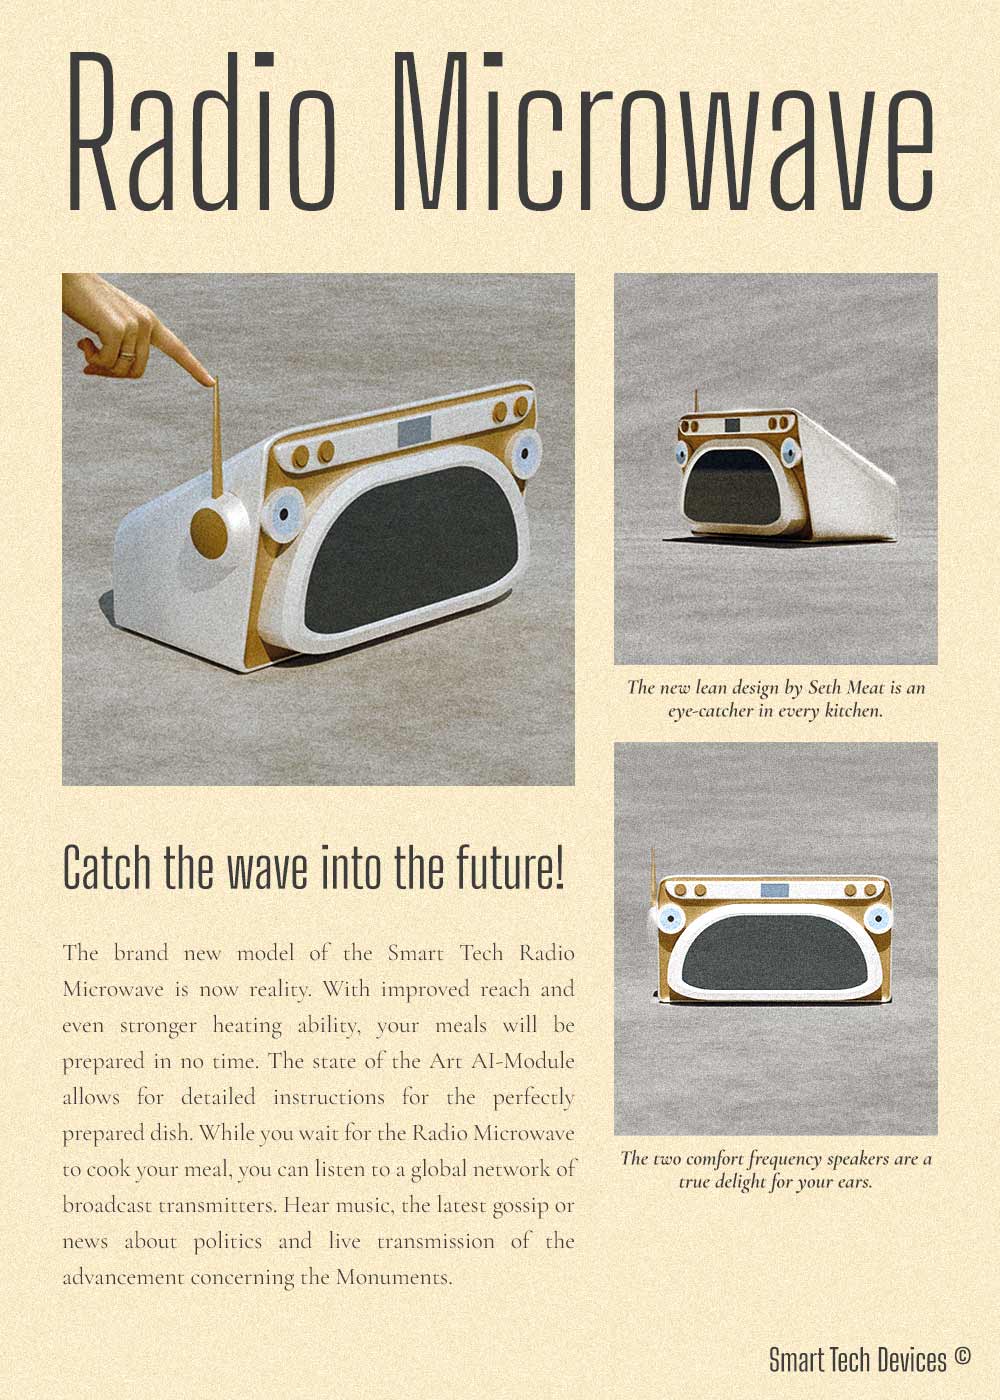 Radio Microwave
The new lean design by Seth Meat is an
eye-catcher in every kitchen.
Catch the wave into the future!
The brand new model of the Smart Tech Radio
Microwave is now reality. With improved reach and
even stronger heating ability, your meals will be
prepared in no time. The state of the Art AI-Module
allows for detailed instructions for the perfectly
prepared dish. While you wait for the Radio Microwave
to cook your meal, you can listen to a global network of
broadcast transmitters. Hear music, the latest gossip or
news about politics and live transmission of the
advancement concerning the Monuments.
The two comfort frequency speakers are a
true delight for your ears.
Smart Tech Devices ©